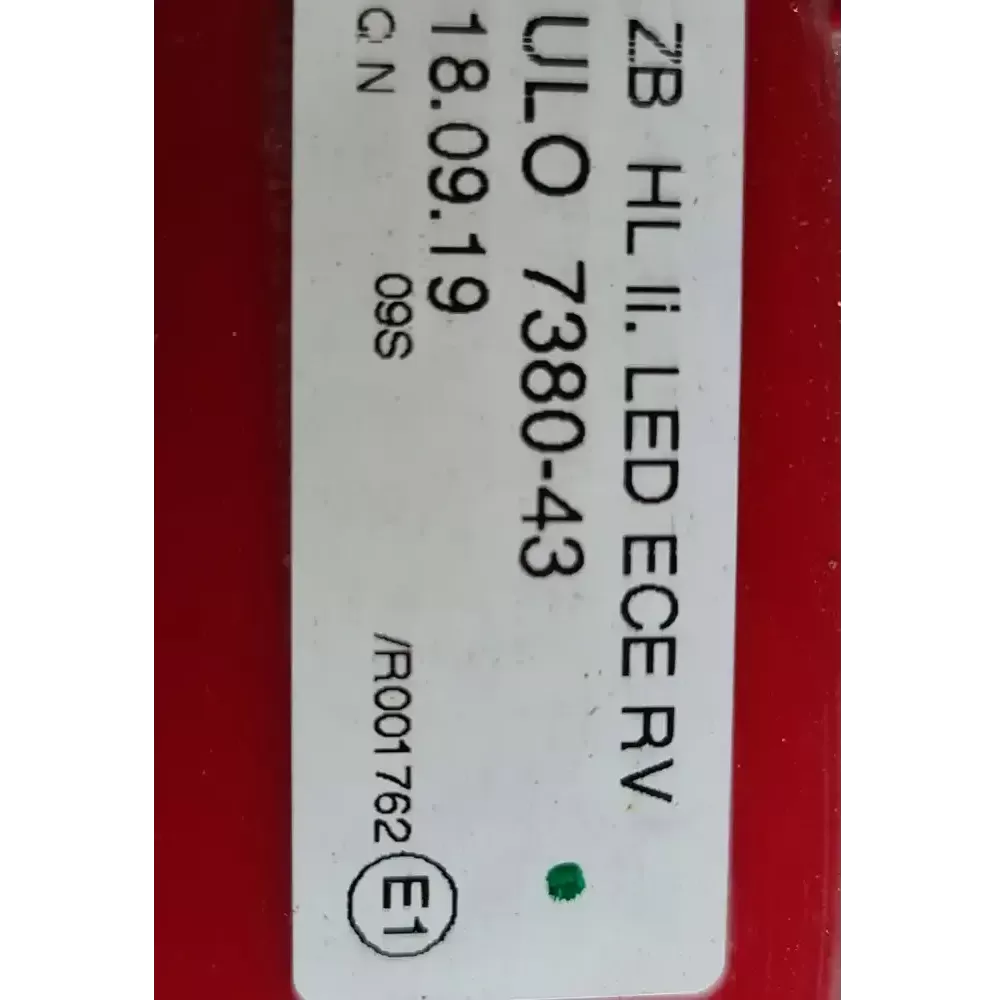 ZB HL li. LED ECE RV
ULO 7380-43
18.09.19
09S /R001762 E1